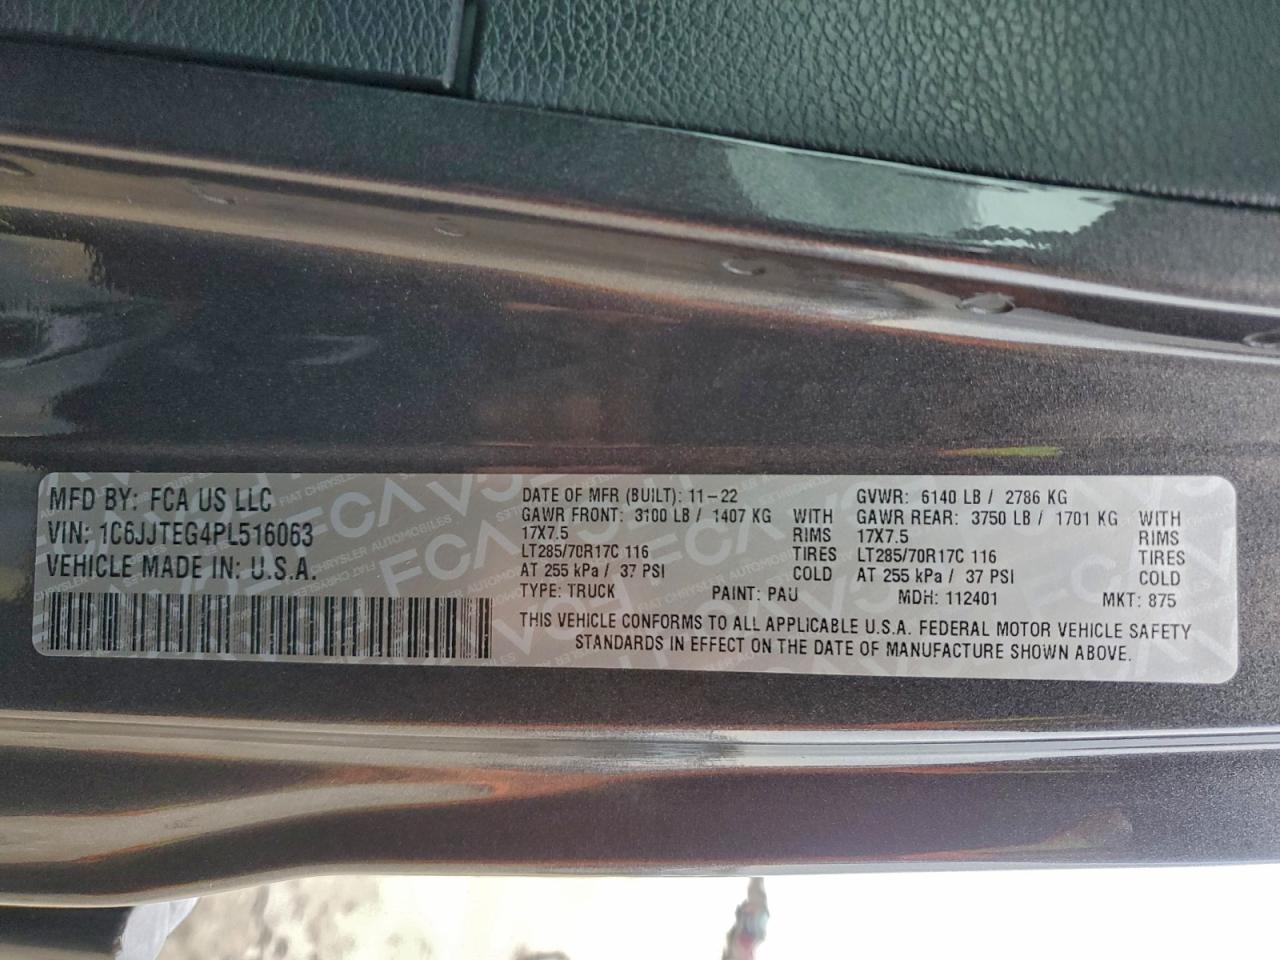 MFD BY: FCA US LLC
VIN: 1C6JJTEG4PL516063
VEHICLE MADE IN: U.S.A.
DATE OF MFR (BUILT): 11-22
GAWR FRONT: 3100 LB / 1407 KG WITH
17X7.5 RIMS
LT285/70R17C 116 TIRES
AT 255 kPa / 37 PSI COLD
GVWR: 6140 LB / 2786 KG
GAWR REAR: 3750 LB / 1701 KG WITH
17X7.5 RIMS
LT285/70R17C 116 TIRES
AT 255 kPa / 37 PSI COLD
TYPE: TRUCK PAINT: PAU MDH: 112401 MKT: 875
THIS VEHICLE CONFORMS TO ALL APPLICABLE U.S.A. FEDERAL MOTOR VEHICLE SAFETY
STANDARDS IN EFFECT ON THE DATE OF MANUFACTURE SHOWN ABOVE.